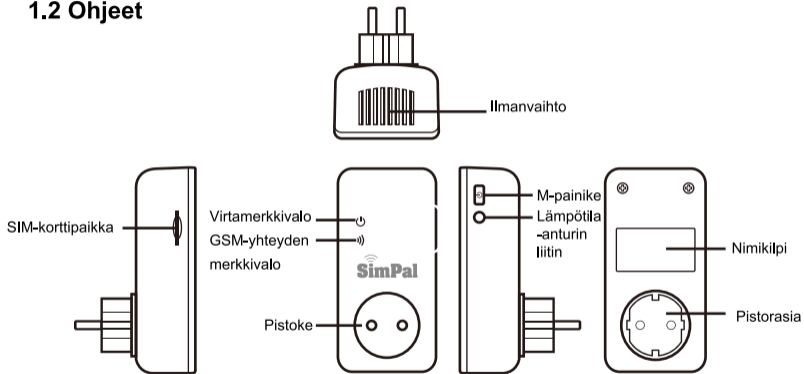 1.2 Ohjeet
Ilmanvaihto
SIM-korttipaikka
Virtamerkkivalo
GSM-yhteyden
merkkivalo
SimPal
Pistoke
M-painike
Lämpötila
-anturin
liitin
Nimikilpi
Pistorasia